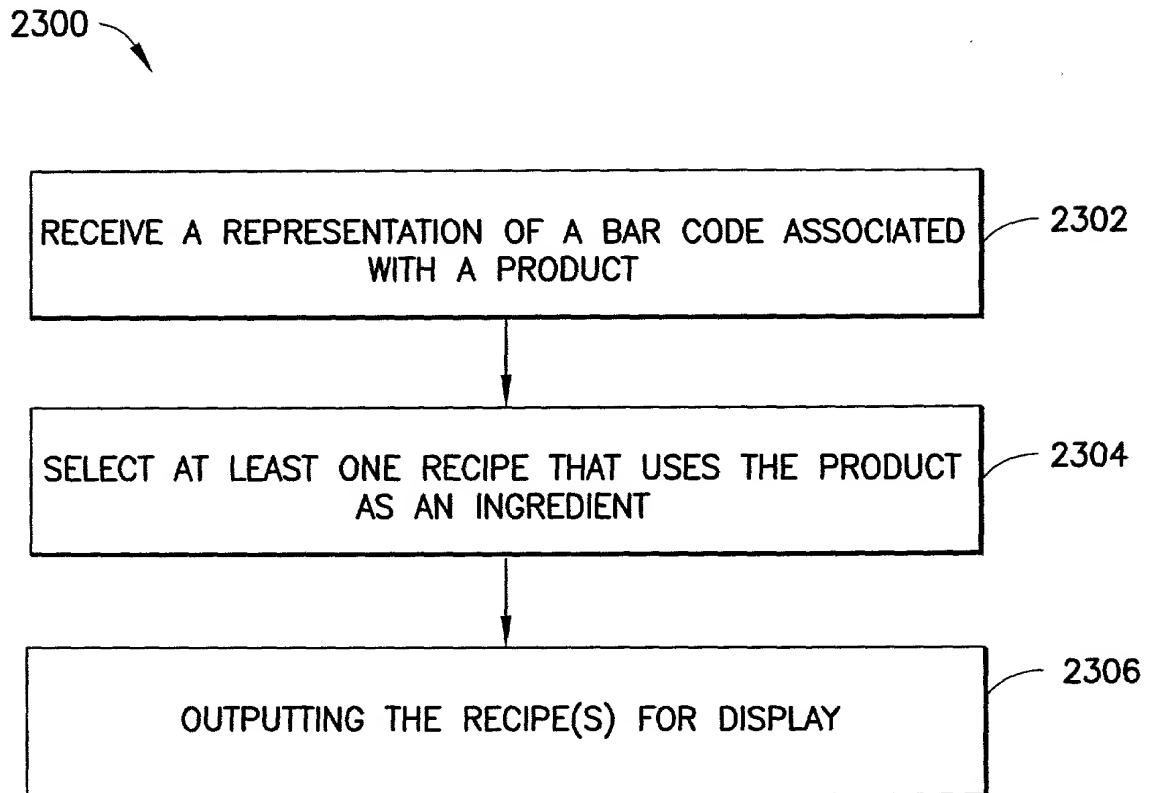 2300
RECEIVE A REPRESENTATION OF A BAR CODE ASSOCIATED
WITH A PRODUCT
2302
SELECT AT LEAST ONE RECIPE THAT USES THE PRODUCT
AS AN INGREDIENT
2304
OUTPUTTING THE RECIPE(S) FOR DISPLAY
2306